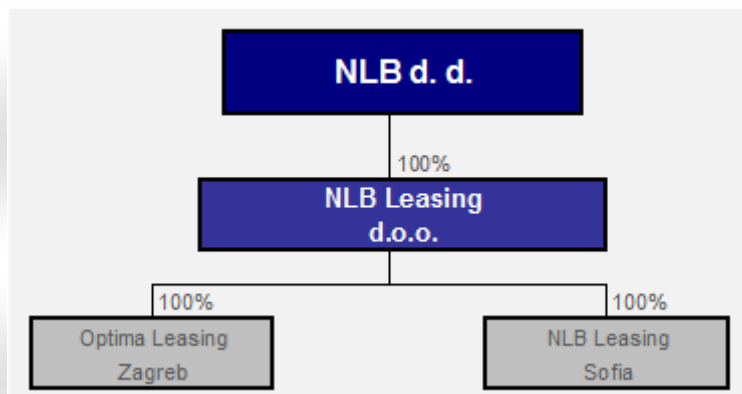 NLB d. d.
100%
NLB Leasing
d.o.o.
100%
100%
Optima Leasing
Zagreb
NLB Leasing
Sofia